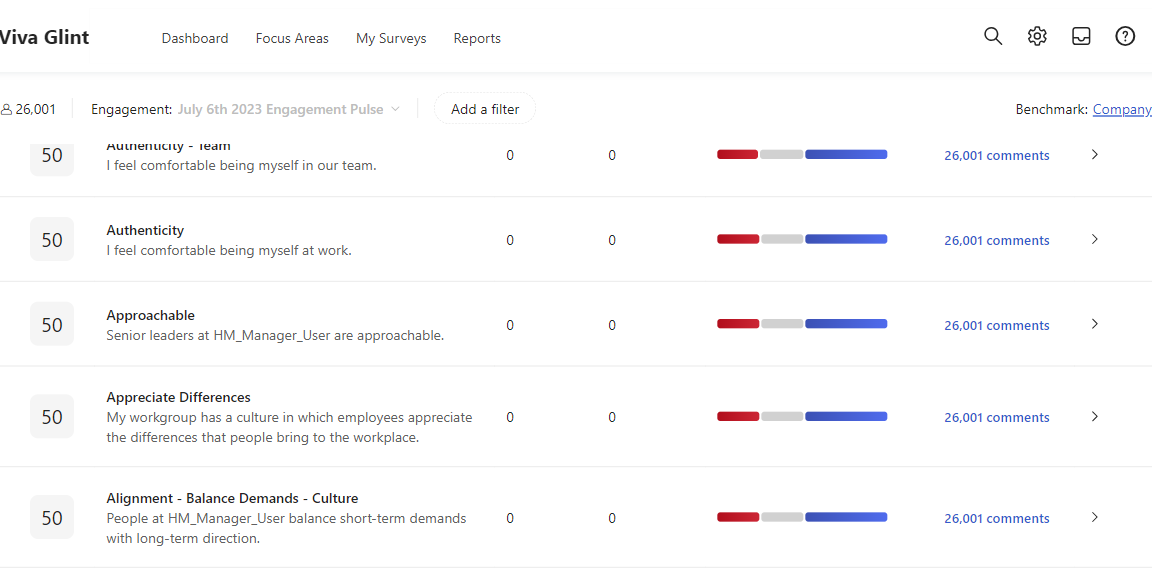 Viva Glint
Dashboard
Focus Areas
My Surveys
Reports
26,001
Engagement: July 6th 2023 Engagement Pulse
Add a filter
Benchmark: Company
50
Authenticity - Team
I feel comfortable being myself in our team.
0
0
26,001 comments
50
Authenticity
I feel comfortable being myself at work.
0
0
26,001 comments
50
Approachable
Senior leaders at HM_Manager_User are approachable.
0
0
26,001 comments
50
Appreciate Differences
My workgroup has a culture in which employees appreciate
the differences that people bring to the workplace.
0
0
26,001 comments
50
Alignment - Balance Demands - Culture
People at HM_Manager_User balance short-term demands
with long-term direction.
0
0
26,001 comments